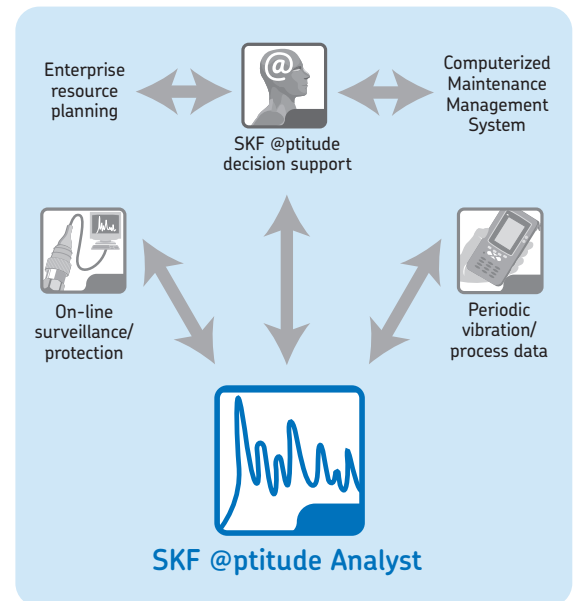 Enterprise
resource
planning
@
SKF @ptitude
decision support
Computerized
Maintenance
Management
System
On-line
surveillance/
protection
Periodic
vibration/
process data
SKF @ptitude Analyst